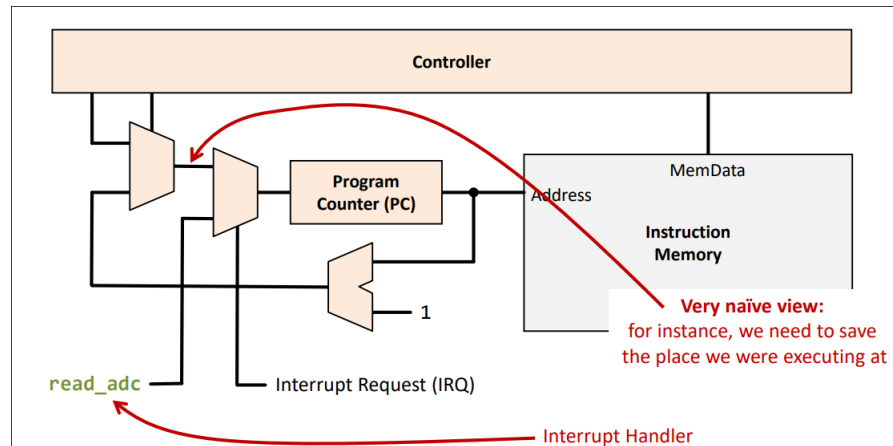 Controller
MemData
Program
Counter (PC)
Address
Instruction
Memory
1
Very naïve view:
for instance, we need to save
the place we were executing at
read_adc
Interrupt Request (IRQ)
Interrupt Handler